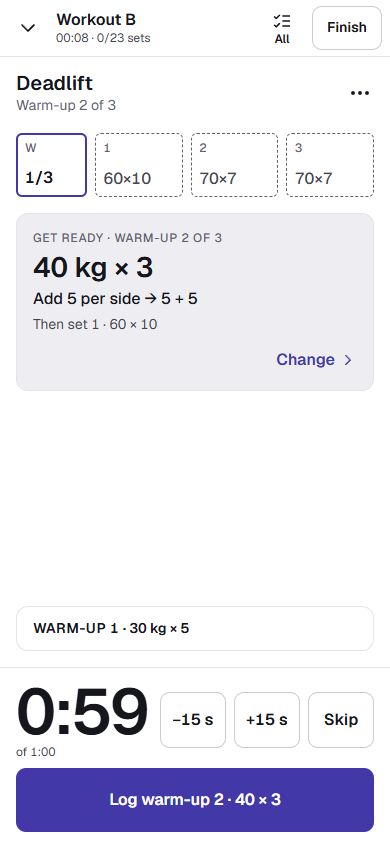 Workout B
00:08 · 0/23 sets
All
Finish
Deadlift
Warm-up 2 of 3
W
1/3
1
60×10
2
70×7
3
70×7
GET READY · WARM-UP 2 OF 3
40 kg × 3
Add 5 per side → 5 + 5
Then set 1 · 60 × 10
Change
WARM-UP 1 · 30 kg × 5
0:59
of 1:00
−15 s
+15 s
Skip
Log warm-up 2 · 40 × 3